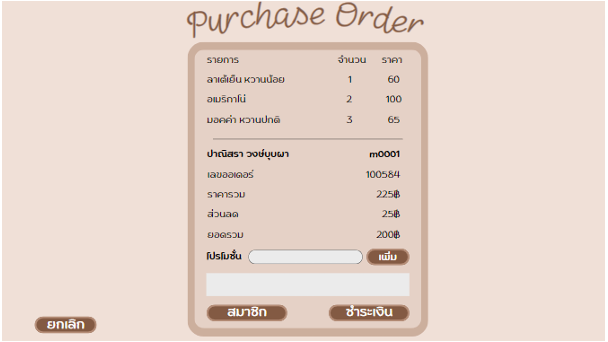 Purchase Order
รายการ จำนวน ราคา
ลาเต้เย็น หวานน้อย 1 60
อเมริกาโน่ 2 100
มอคค่า หวานปกติ 3 65
ปาณิสรา วงษ์บุบผา m0001
เลขออเดอร์ 100584
ราคารวม 225฿
ส่วนลด 25฿
ยอดรวม 200฿
โปรโมชั่น เพิ่ม
สมาชิก ชำระเงิน
ยกเลิก